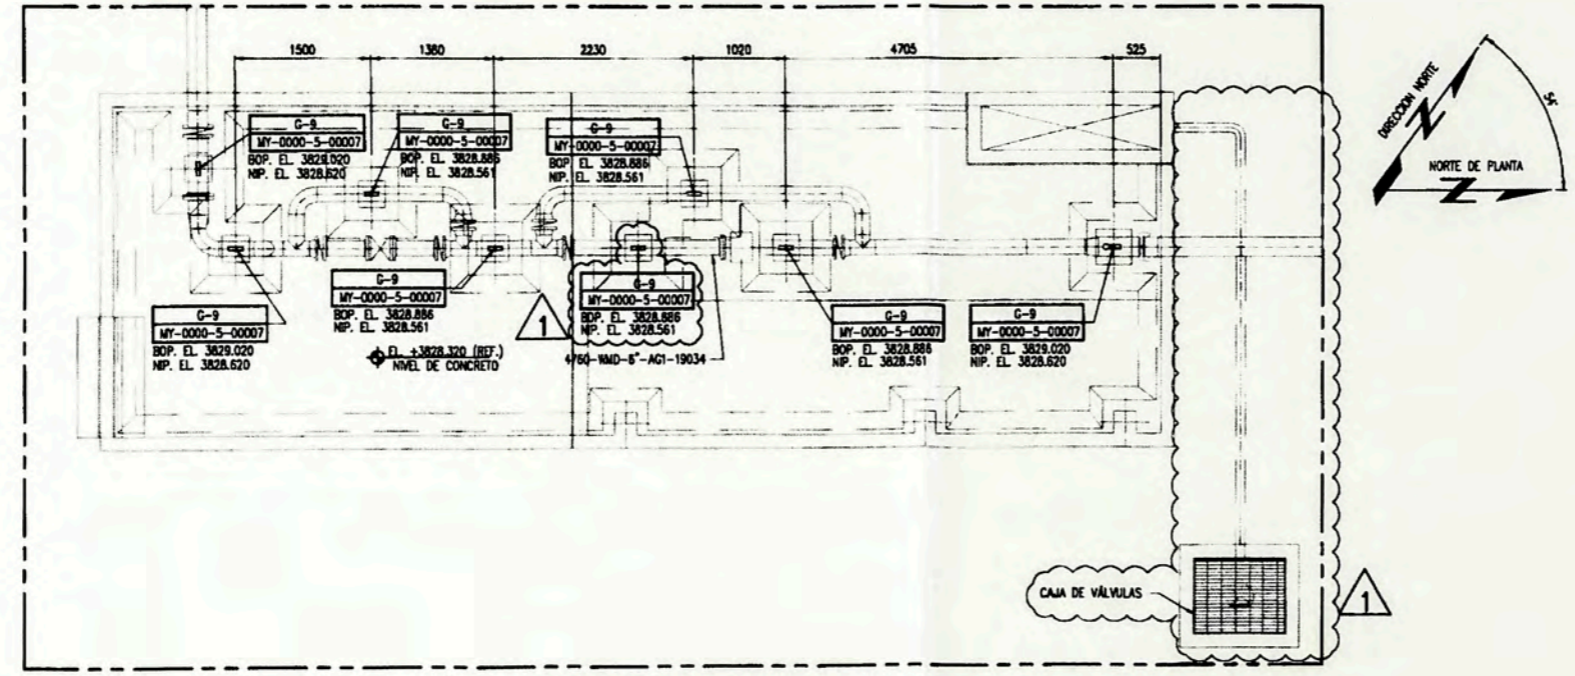 1500 1380 2230 1020 4705 525
DIRECCION NORTE
54°
NORTE DE PLANTA
G-9
MY-0000-5-00007
BOP. EL 3829.020
NIP. EL 3828.620
G-9
MY-0000-5-00007
BOP. EL 3828.886
NIP. EL 3828.561
G-9
MY-0000-5-00007
BOP. EL 3828.886
NIP. EL 3828.561
G-9
MY-0000-5-00007
BOP. EL 3829.020
NIP. EL 3828.620
G-9
MY-0000-5-00007
BOP. EL 3828.886
NIP. EL 3828.561
EL +3828.320 (REF.)
NIVEL DE CONCRETO
1
G-9
MY-0000-5-00007
BOP. EL 3828.886
NIP. EL 3828.561
G-9
MY-0000-5-00007
BOP. EL 3828.886
NIP. EL 3828.561
G-9
MY-0000-5-00007
BOP. EL 3829.020
NIP. EL 3828.620
CAJA DE VÁLVULAS
1